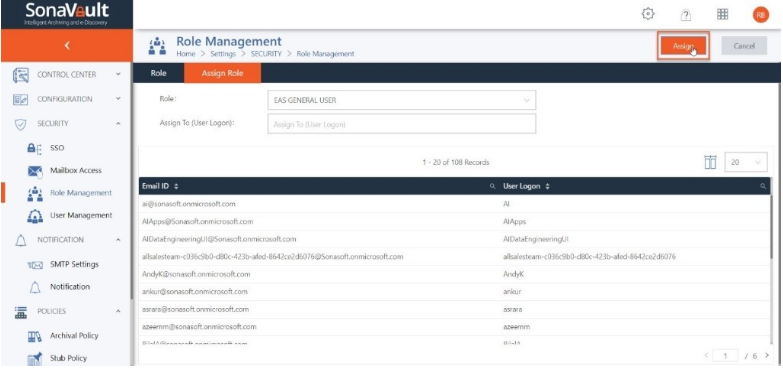 SonaVault
Intelligent Archiving and e-Discovery
RB
Role Management
Home > Settings > SECURITY > Role Management
Assign
Cancel
CONTROL CENTER
CONFIGURATION
SECURITY
SSO
Mailbox Access
Role Management
User Management
NOTIFICATION
SMTP Settings
Notification
POLICIES
Archival Policy
Stub Policy
Role
Assign Role
Role:
EAS GENERAL USER
Assign To (User Logon):
Assign To (User Logon)
1 - 20 of 108 Records
20
Email ID
User Logon
ai@sonasoft.onmicrosoft.com
AI
AIApps@Sonasoft.onmicrosoft.com
AIApps
AIDataEngineeringUI@Sonasoft.onmicrosoft.com
AIDataEngineeringUI
allsalesteam-c036c9b0-d80c-423b-afed-8642ce2d6076@Sonasoft.onmicrosoft.com
allsalesteam-c036c9b0-d80c-423b-afed-8642ce2d6076
AndyK@sonasoft.onmicrosoft.com
AndyK
ankur@sonasoft.onmicrosoft.com
ankur
asrara@sonasoft.onmicrosoft.com
asrara
azeemm@sonasoft.onmicrosoft.com
azeemm
1 / 6